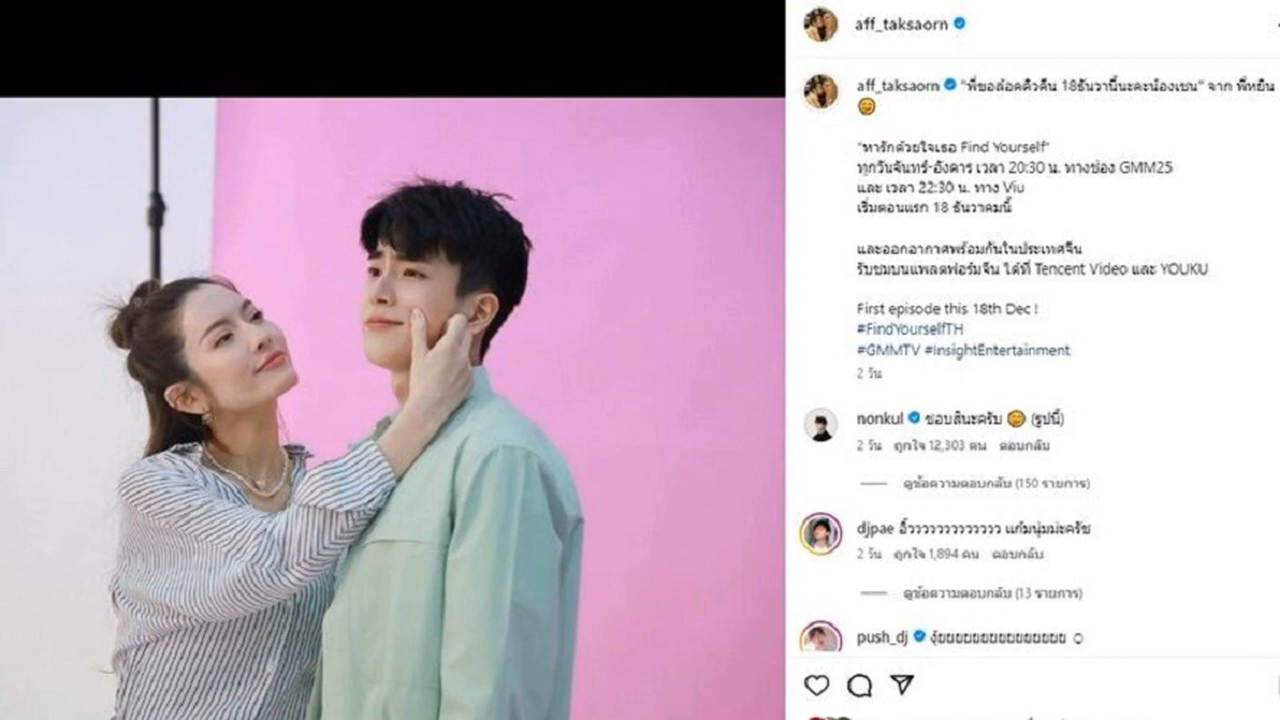 aff_taksaorn
aff_taksaorn "พี่ขอล็อคคิวคืน 18ธันวานี้นะคะน้องเชน" จาก พี่หยิน
😊
"หารักด้วยใจเธอ Find Yourself"
ทุกวันจันทร์-อังคาร เวลา 20:30 น. ทางช่อง GMM25
และ เวลา 22:30 น. ทาง Viu
เริ่มตอนแรก 18 ธันวาคมนี้
และออกอากาศพร้อมกันในประเทศจีน
รับชมบนแพลตฟอร์มจีน ได้ที่ Tencent Video และ YOUKU
First episode this 18th Dec !
#FindYourselfTH
#GMMTV #InsightEntertainment
2 วัน
nonkul ชอบสินะครับ 😊 (รูปนี้)
2 วัน ถูกใจ 12,303 คน ตอบกลับ
ดูข้อความตอบกลับ (150 รายการ)
djpae อิ้ววววววววววววว แก้มนุ่มม่ะครัช
2 วัน ถูกใจ 1,894 คน ตอบกลับ
ดูข้อความตอบกลับ (13 รายการ)
push_dj งุ้ยยยยยยยยยยยยยยยย